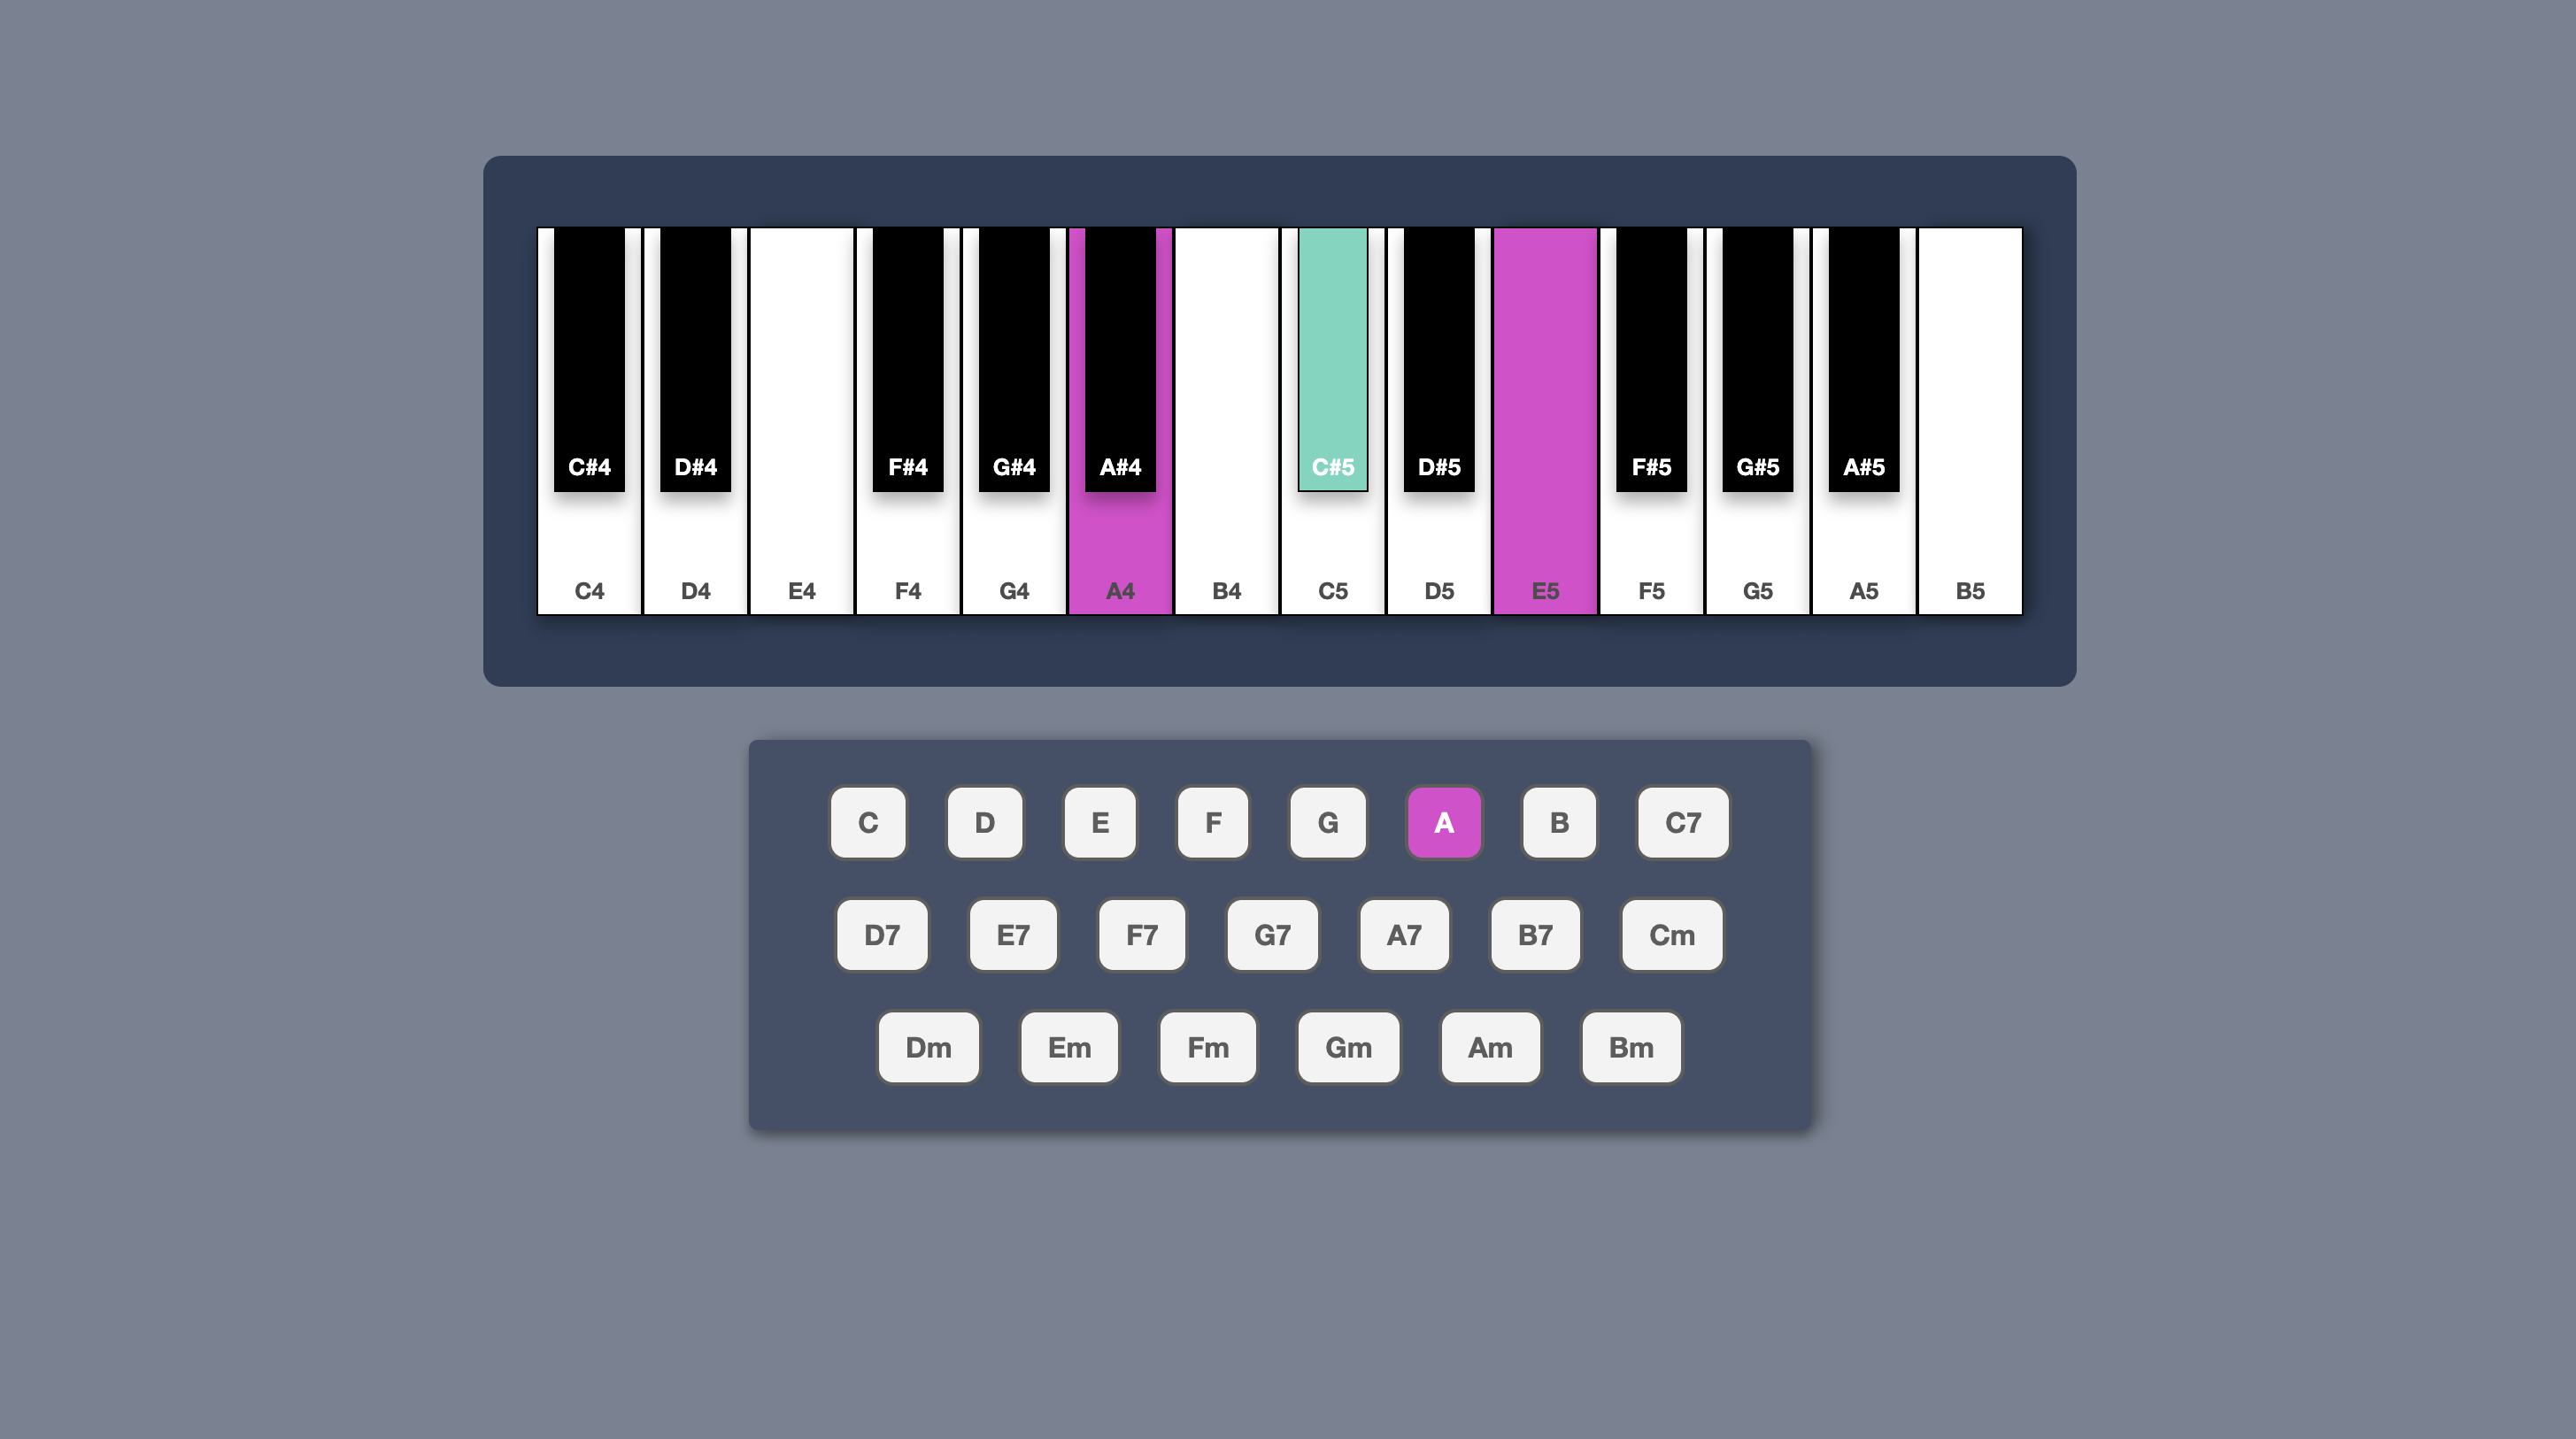 C#4 D#4 F#4 G#4 A#4 C#5 D#5 F#5 G#5 A#5
C4 D4 E4 F4 G4 A4 B4 C5 D5 E5 F5 G5 A5 B5
C D E F G A B C7
D7 E7 F7 G7 A7 B7 Cm
Dm Em Fm Gm Am Bm